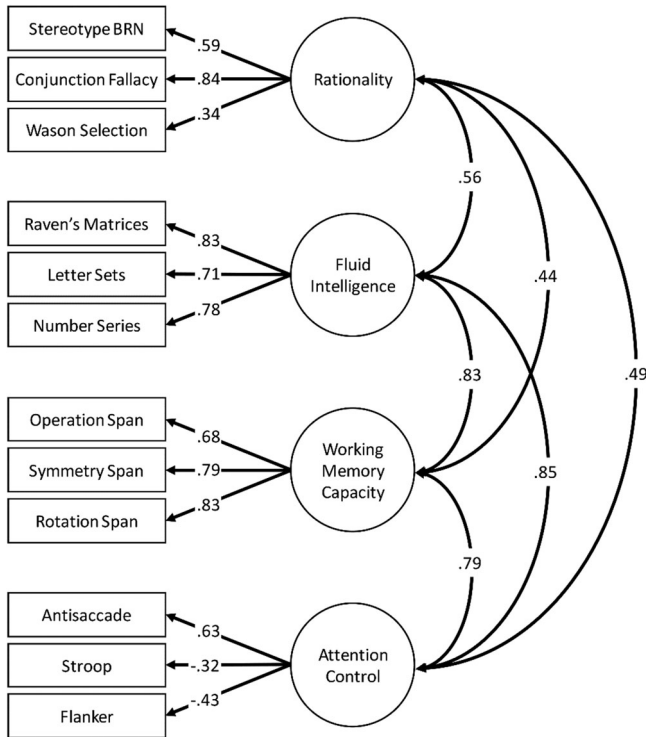 Stereotype BRN
.59
Conjunction Fallacy
.84
Rationality
Wason Selection
.34
.56
Raven's Matrices
.83
Letter Sets
.71
Fluid
Intelligence
Number Series
.78
.44
.83
.49
Operation Span
.68
Symmetry Span
.79
Working
Memory
Capacity
Rotation Span
.83
.85
.79
Antisaccade
.63
Stroop
-.32
Attention
Control
Flanker
-.43